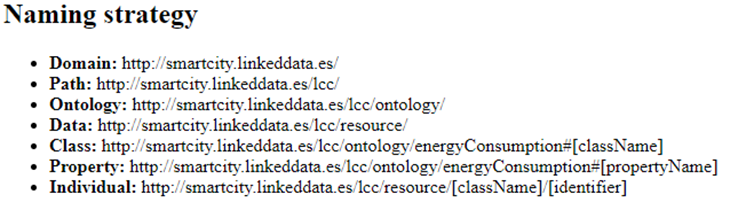 Naming strategy
Domain: http://smartcity.linkeddata.es/
Path: http://smartcity.linkeddata.es/lcc/
Ontology: http://smartcity.linkeddata.es/lcc/ontology/
Data: http://smartcity.linkeddata.es/lcc/resource/
Class: http://smartcity.linkeddata.es/lcc/ontology/energyConsumption#[className]
Property: http://smartcity.linkeddata.es/lcc/ontology/energyConsumption#[propertyName]
Individual: http://smartcity.linkeddata.es/lcc/resource/[className]/[identifier]